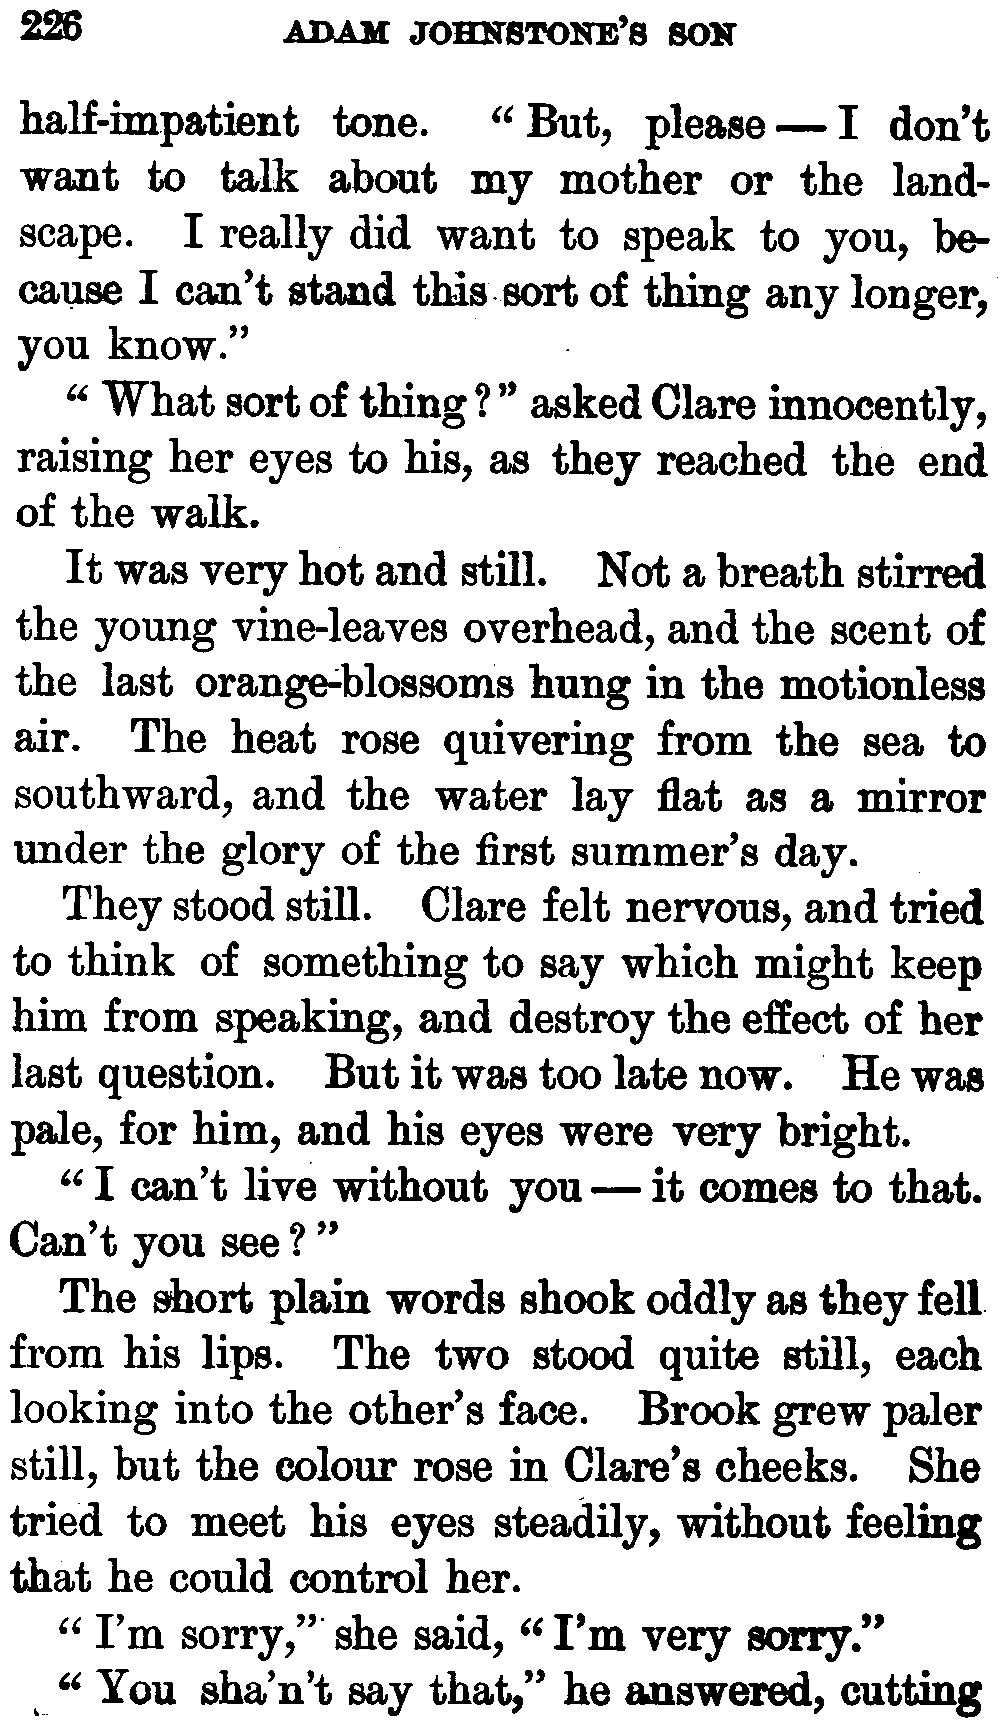 226 ADAM JOHNSTONE'S SON
half-impatient tone. “ But, please — I don't
want to talk about my mother or the land-
scape. I really did want to speak to you, be-
cause I can't stand this sort of thing any longer,
you know.”
“ What sort of thing ? ” asked Clare innocently,
raising her eyes to his, as they reached the end
of the walk.
It was very hot and still. Not a breath stirred
the young vine-leaves overhead, and the scent of
the last orange-blossoms hung in the motionless
air. The heat rose quivering from the sea to
southward, and the water lay flat as a mirror
under the glory of the first summer's day.
They stood still. Clare felt nervous, and tried
to think of something to say which might keep
him from speaking, and destroy the effect of her
last question. But it was too late now. He was
pale, for him, and his eyes were very bright.
“ I can't live without you — it comes to that.
Can't you see ? ”
The short plain words shook oddly as they fell
from his lips. The two stood quite still, each
looking into the other's face. Brook grew paler
still, but the colour rose in Clare's cheeks. She
tried to meet his eyes steadily, without feeling
that he could control her.
“ I'm sorry,” she said, “ I'm very sorry.”
“ You sha'n't say that,” he answered, cutting